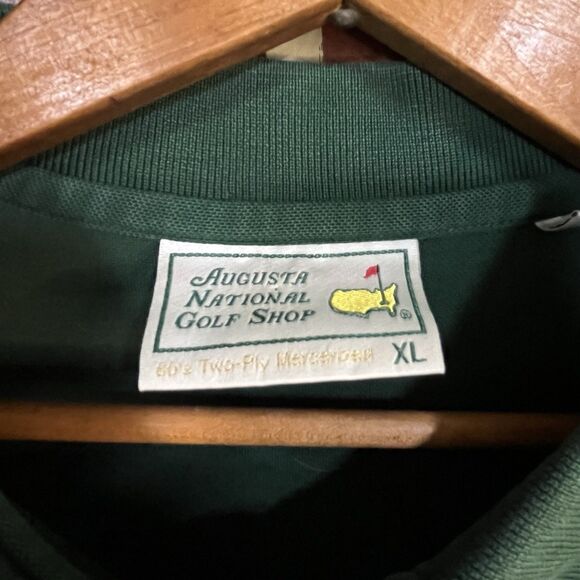 AUGUSTA
NATIONAL
GOLF SHOP
®
60's Two-Ply Mercerized XL